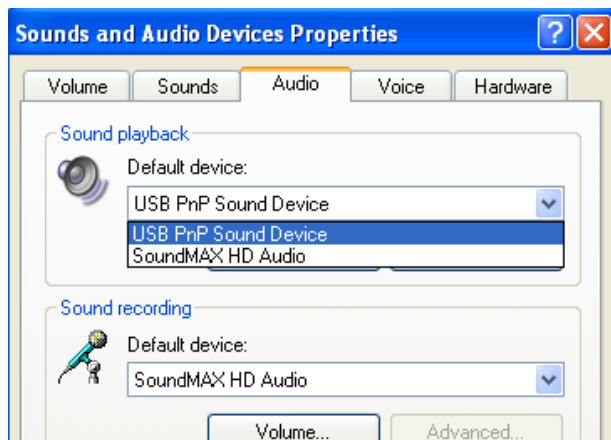 Sounds and Audio Devices Properties
Volume Sounds Audio Voice Hardware
Sound playback
Default device:
USB PnP Sound Device
USB PnP Sound Device
SoundMAX HD Audio
Sound recording
Default device:
SoundMAX HD Audio
Volume... Advanced...